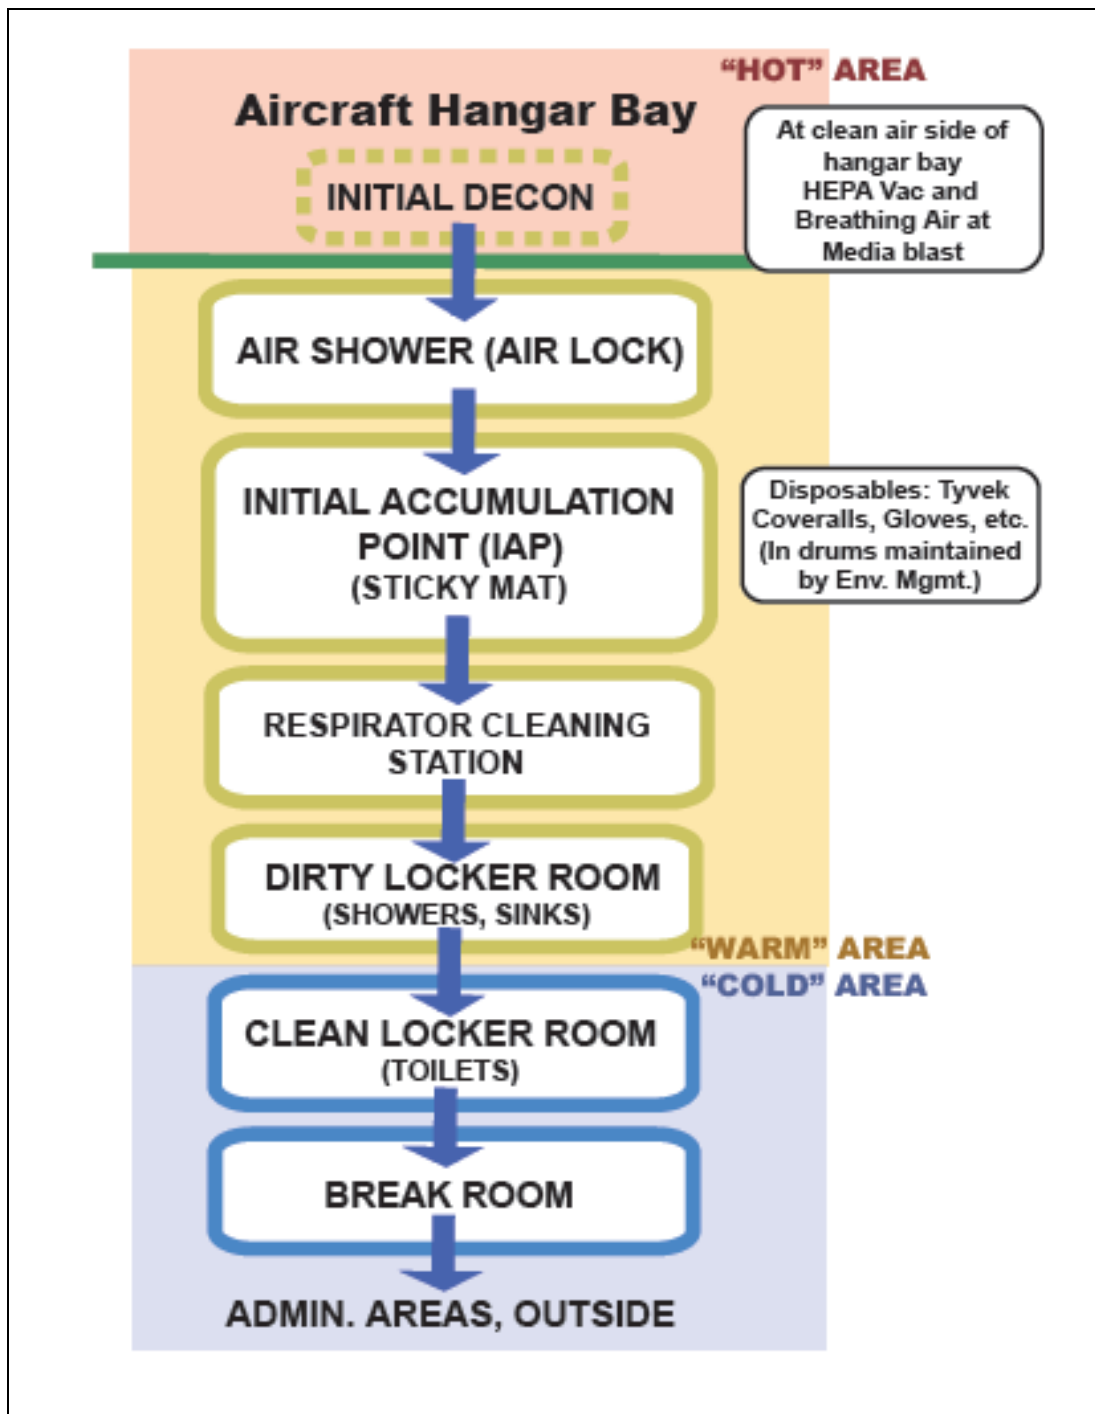 “HOT” AREA
Aircraft Hangar Bay
INITIAL DECON
At clean air side of
hangar bay
HEPA Vac and
Breathing Air at
Media blast
AIR SHOWER (AIR LOCK)
INITIAL ACCUMULATION
POINT (IAP)
(STICKY MAT)
Disposables: Tyvek
Coveralls, Gloves, etc.
(In drums maintained
by Env. Mgmt.)
RESPIRATOR CLEANING
STATION
DIRTY LOCKER ROOM
(SHOWERS, SINKS)
“WARM” AREA
“COLD” AREA
CLEAN LOCKER ROOM
(TOILETS)
BREAK ROOM
ADMIN. AREAS, OUTSIDE